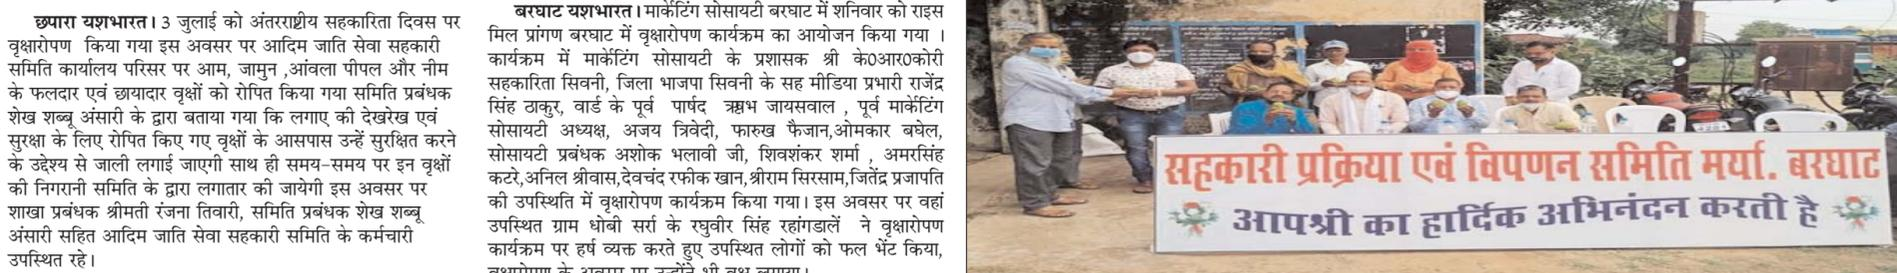 छपारा यशभारत। 3 जुलाई को अंतरराष्ट्रीय सहकारिता दिवस पर
वृक्षारोपण किया गया इस अवसर पर आदिम जाति सेवा सहकारी
समिति कार्यालय परिसर पर आम, जामुन ,आंवला पीपल और नीम
के फलदार एवं छायादार वृक्षों को रोपित किया गया समिति प्रबंधक
शेख शब्बू अंसारी के द्वारा बताया गया कि लगाए की देखरेख एवं
सुरक्षा के लिए रोपित किए गए वृक्षों के आसपास उन्हें सुरक्षित करने
के उद्देश्य से जाली लगाई जाएगी साथ ही समय-समय पर इन वृक्षों
की निगरानी समिति के द्वारा लगातार की जायेगी इस अवसर पर
शाखा प्रबंधक श्रीमती रंजना तिवारी, समिति प्रबंधक शेख शब्बू
अंसारी सहित आदिम जाति सेवा सहकारी समिति के कर्मचारी
उपस्थित रहे।
बरघाट यशभारत। मार्केटिंग सोसायटी बरघाट में शनिवार को राइस
मिल प्रांगण बरघाट में वृक्षारोपण कार्यक्रम का आयोजन किया गया ।
कार्यक्रम में मार्केटिंग सोसायटी के प्रशासक श्री के0आर0कोरी
सहकारिता सिवनी, जिला भाजपा सिवनी के सह मीडिया प्रभारी राजेंद्र
सिंह ठाकुर, वार्ड के पूर्व पार्षद ऋषभ जायसवाल , पूर्व मार्केटिंग
सोसायटी अध्यक्ष, अजय त्रिवेदी, फारुख फैजान,ओमकार बघेल,
सोसायटी प्रबंधक अशोक भलावी जी, शिवशंकर शर्मा , अमरसिंह
कटरे,अनिल श्रीवास,देवचंद रफीक खान,श्रीराम सिरसाम,जितेंद्र प्रजापति
की उपस्थिति में वृक्षारोपण कार्यक्रम किया गया। इस अवसर पर वहां
उपस्थित ग्राम धोबी सर्रा के रघुवीर सिंह रहांगडालें ने वृक्षारोपण
कार्यक्रम पर हर्ष व्यक्त करते हुए उपस्थित लोगों को फल भेंट किया,
वृक्षारोपण के अवसर पर उन्होंने भी वृक्ष लगाया।
सहकारी प्रक्रिया एवं विपणन समिति मर्या. बरघाट
आपश्री का हार्दिक अभिनंदन करती है